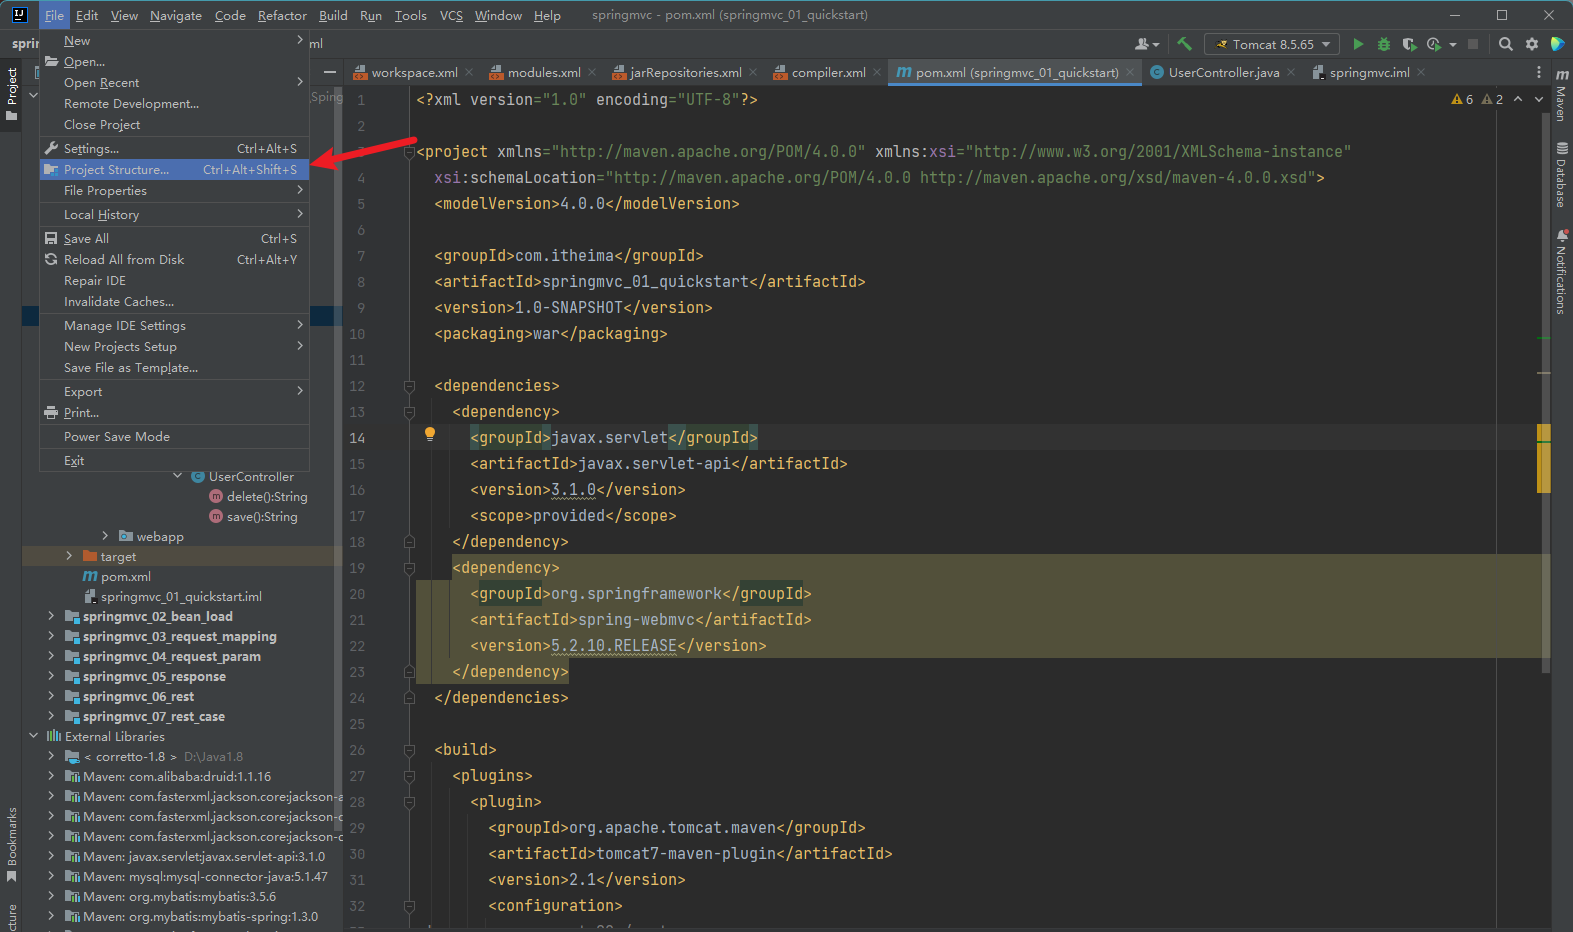 File Edit View Navigate Code Refactor Build Run Tools VCS Window Help springmvc - pom.xml (springmvc_01_quickstart)
Tomcat 8.5.65
New
Open...
Open Recent
Remote Development...
Close Project
Settings... Ctrl+Alt+S
Project Structure... Ctrl+Alt+Shift+S
File Properties
Local History
Save All Ctrl+S
Reload All from Disk Ctrl+Alt+Y
Repair IDE
Invalidate Caches...
Manage IDE Settings
New Projects Setup
Save File as Template...
Export
Print...
Power Save Mode
Exit
UserController
delete():String
save():String
webapp
target
pom.xml
springmvc_01_quickstart.iml
springmvc_02_bean_load
springmvc_03_request_mapping
springmvc_04_request_param
springmvc_05_response
springmvc_06_rest
springmvc_07_rest_case
External Libraries
< corretto-1.8 > D:\Java1.8
Maven: com.alibaba:druid:1.1.16
Maven: com.fasterxml.jackson.core:jackson-a
Maven: com.fasterxml.jackson.core:jackson-c
Maven: com.fasterxml.jackson.core:jackson-c
Maven: javax.servlet:javax.servlet-api:3.1.0
Maven: mysql:mysql-connector-java:5.1.47
Maven: org.mybatis:mybatis:3.5.6
Maven: org.mybatis:mybatis-spring:1.3.0
Project
Bookmarks
workspace.xml modules.xml jarRepositories.xml compiler.xml pom.xml (springmvc_01_quickstart) UserController.java springmvc.iml
6 2
1 <?xml version="1.0" encoding="UTF-8"?>
2
3 <project xmlns="http://maven.apache.org/POM/4.0.0" xmlns:xsi="http://www.w3.org/2001/XMLSchema-instance"
4 xsi:schemaLocation="http://maven.apache.org/POM/4.0.0 http://maven.apache.org/xsd/maven-4.0.0.xsd">
5 <modelVersion>4.0.0</modelVersion>
6
7 <groupId>com.itheima</groupId>
8 <artifactId>springmvc_01_quickstart</artifactId>
9 <version>1.0-SNAPSHOT</version>
10 <packaging>war</packaging>
11
12 <dependencies>
13 <dependency>
14 <groupId>javax.servlet</groupId>
15 <artifactId>javax.servlet-api</artifactId>
16 <version>3.1.0</version>
17 <scope>provided</scope>
18 </dependency>
19 <dependency>
20 <groupId>org.springframework</groupId>
21 <artifactId>spring-webmvc</artifactId>
22 <version>5.2.10.RELEASE</version>
23 </dependency>
24 </dependencies>
25
26 <build>
27 <plugins>
28 <plugin>
29 <groupId>org.apache.tomcat.maven</groupId>
30 <artifactId>tomcat7-maven-plugin</artifactId>
31 <version>2.1</version>
32 <configuration>
Maven
Database
Notifications